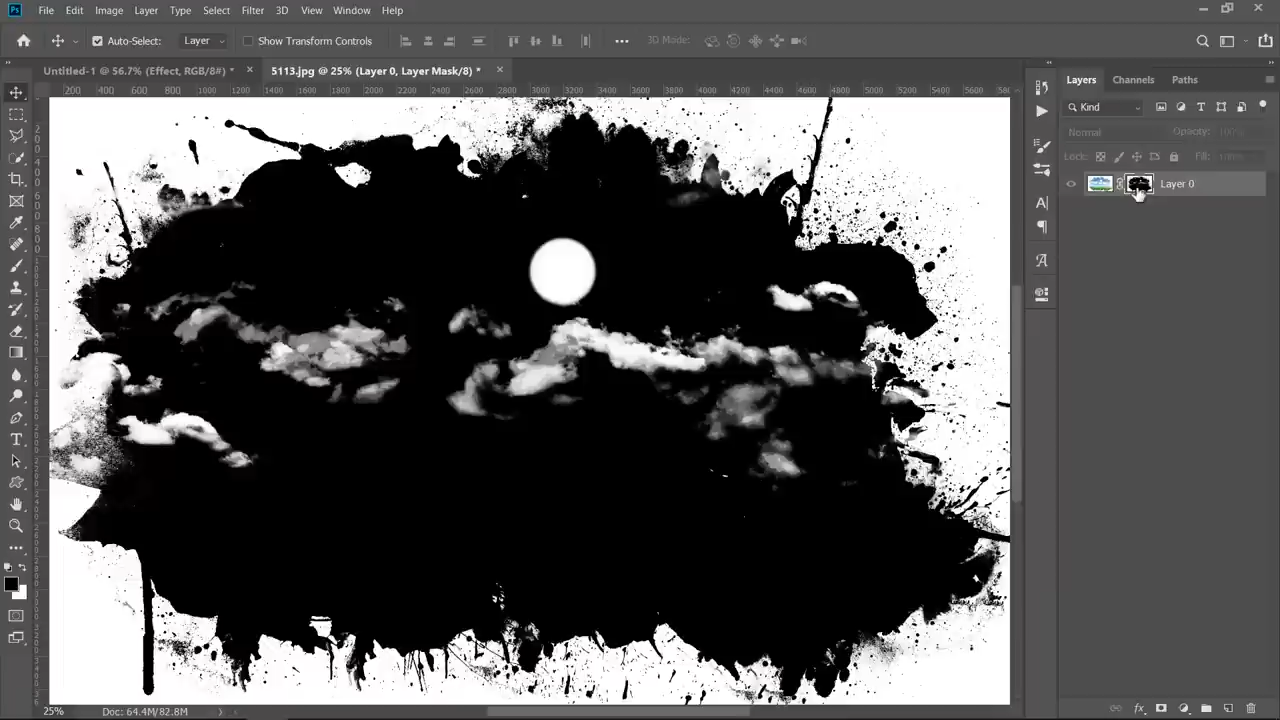 Ps File Edit Image Layer Type Select Filter 3D View Window Help
Auto-Select: Layer Show Transform Controls 3D Mode:
Untitled-1 @ 56.7% (Effect, RGB/8#) * × 5113.jpg @ 25% (Layer 0, Layer Mask/8) * ×
200 400 600 800 1000 1200 1400 1600 1800 2000 2200 2400 2600 2800 3000 3200 3400 3600 3800 4000 4200 4400 4600 4800 5000 5200 5400 5600 580
Layers Channels Paths
Kind
Normal Opacity: 100%
Lock: Fill: 100%
Layer 0
25% Doc: 64.4M/82.8M